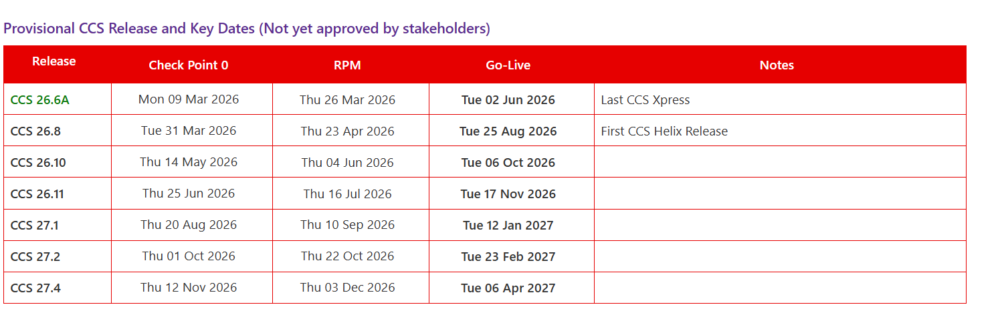 Provisional CCS Release and Key Dates (Not yet approved by stakeholders)
Release Check Point 0 RPM Go-Live Notes
CCS 26.6A Mon 09 Mar 2026 Thu 26 Mar 2026 Tue 02 Jun 2026 Last CCS Xpress
CCS 26.8 Tue 31 Mar 2026 Thu 23 Apr 2026 Tue 25 Aug 2026 First CCS Helix Release
CCS 26.10 Thu 14 May 2026 Thu 04 Jun 2026 Tue 06 Oct 2026
CCS 26.11 Thu 25 Jun 2026 Thu 16 Jul 2026 Tue 17 Nov 2026
CCS 27.1 Thu 20 Aug 2026 Thu 10 Sep 2026 Tue 12 Jan 2027
CCS 27.2 Thu 01 Oct 2026 Thu 22 Oct 2026 Tue 23 Feb 2027
CCS 27.4 Thu 12 Nov 2026 Thu 03 Dec 2026 Tue 06 Apr 2027